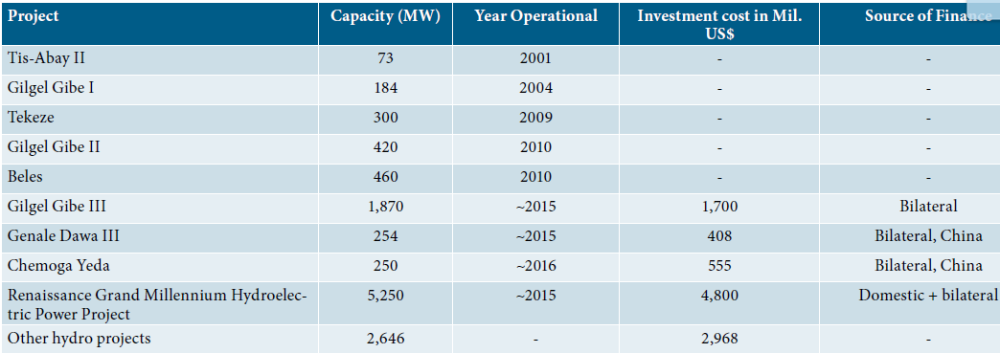 Project Capacity (MW) Year Operational Investment cost in Mil. US$ Source of Finance
Tis-Abay II 73 2001 - -
Gilgel Gibe I 184 2004 - -
Tekeze 300 2009 - -
Gilgel Gibe II 420 2010 - -
Beles 460 2010 - -
Gilgel Gibe III 1,870 ~2015 1,700 Bilateral
Genale Dawa III 254 ~2015 408 Bilateral, China
Chemoga Yeda 250 ~2016 555 Bilateral, China
Renaissance Grand Millennium Hydroelec- 5,250 ~2015 4,800 Domestic + bilateral
tric Power Project
Other hydro projects 2,646 - 2,968 -